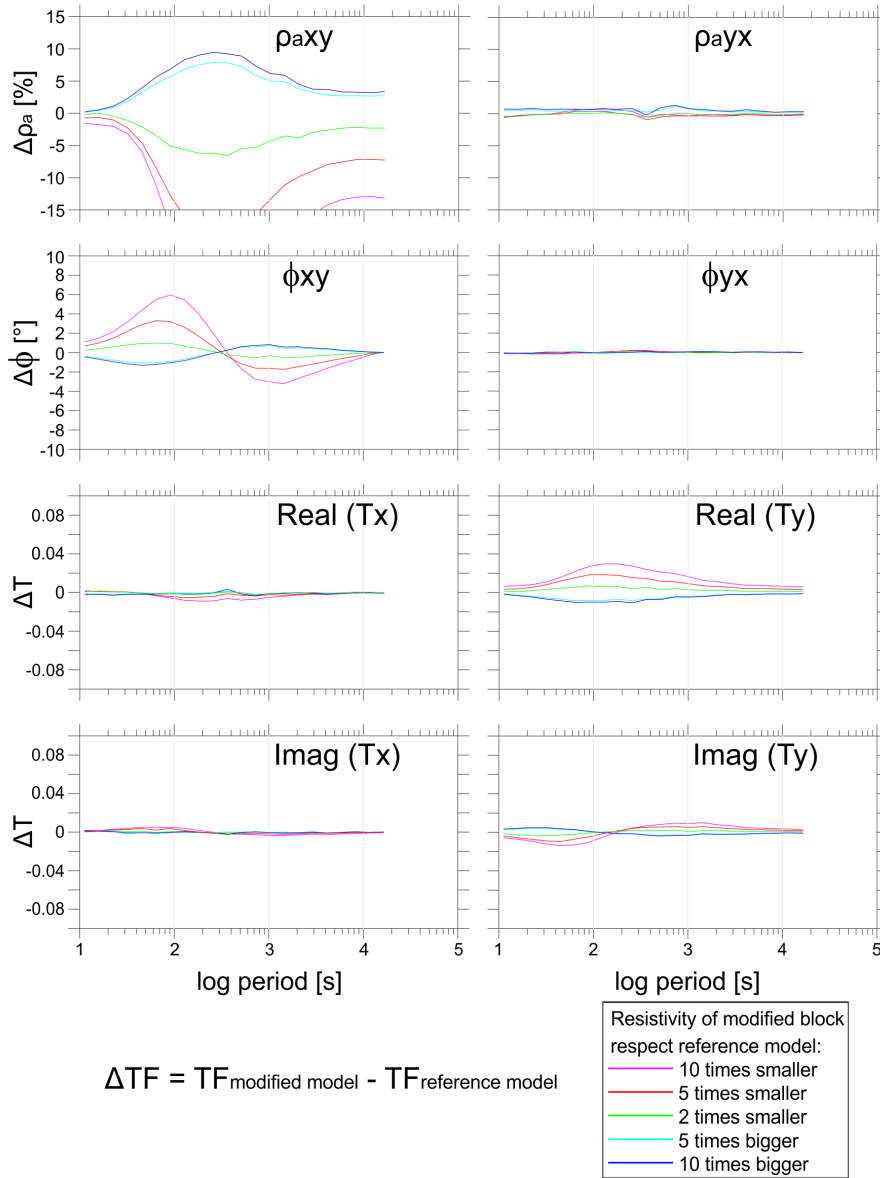 ρaxy
ρayx
15
10
5
0
-5
-10
-15
Δρa [%]
ϕxy
ϕyx
10
8
6
4
2
0
-2
-4
-6
-8
-10
Δϕ [°]
Real (Tx)
Real (Ty)
0.08
0.04
0
-0.04
-0.08
ΔT
Imag (Tx)
Imag (Ty)
0.08
0.04
0
-0.04
-0.08
ΔT
1 2 3 4 5
1 2 3 4 5
log period [s]
log period [s]
Resistivity of modified block
respect reference model:
10 times smaller
5 times smaller
2 times smaller
5 times bigger
10 times bigger
ΔTF = TFmodified model - TFreference model